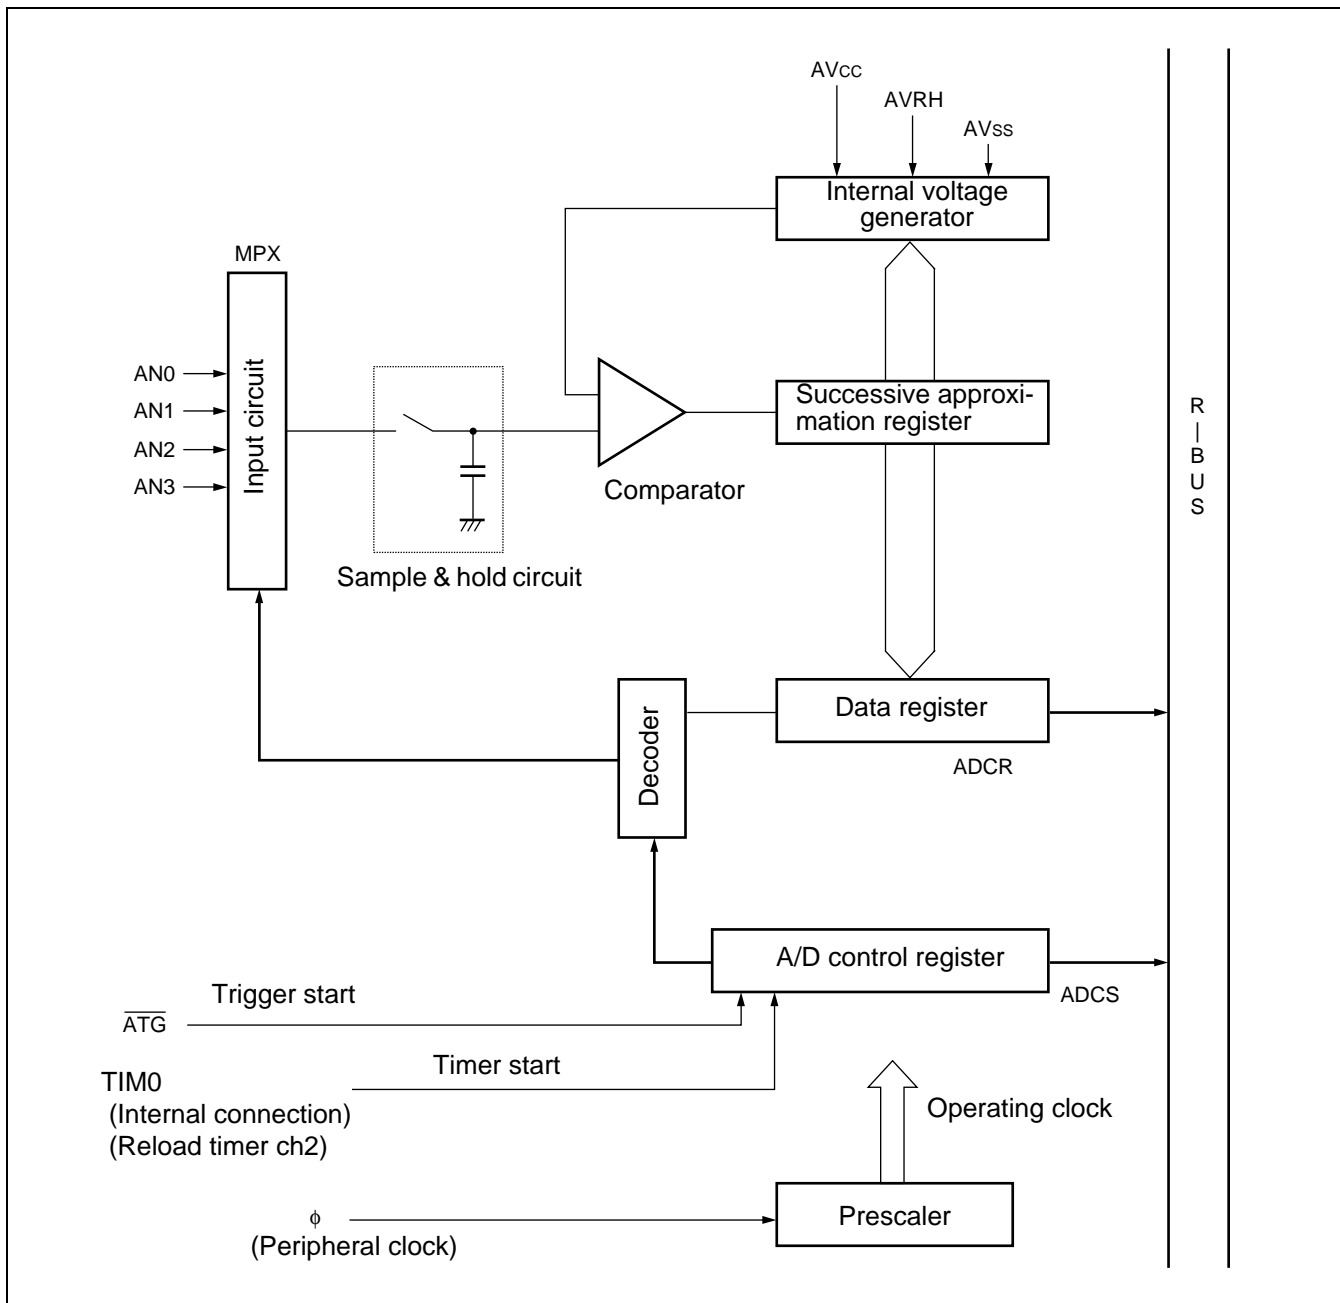 AVCC
AVRH
AVSS
Internal voltage
generator
MPX
Input circuit
AN0
AN1
AN2
AN3
Successive approxi-
mation register
Comparator
Sample & hold circuit
R
|
B
U
S
Decoder
Data register
ADCR
A/D control register
ADCS
Trigger start
ATG
Timer start
TIM0
(Internal connection)
(Reload timer ch2)
Operating clock
Prescaler
ϕ
(Peripheral clock)